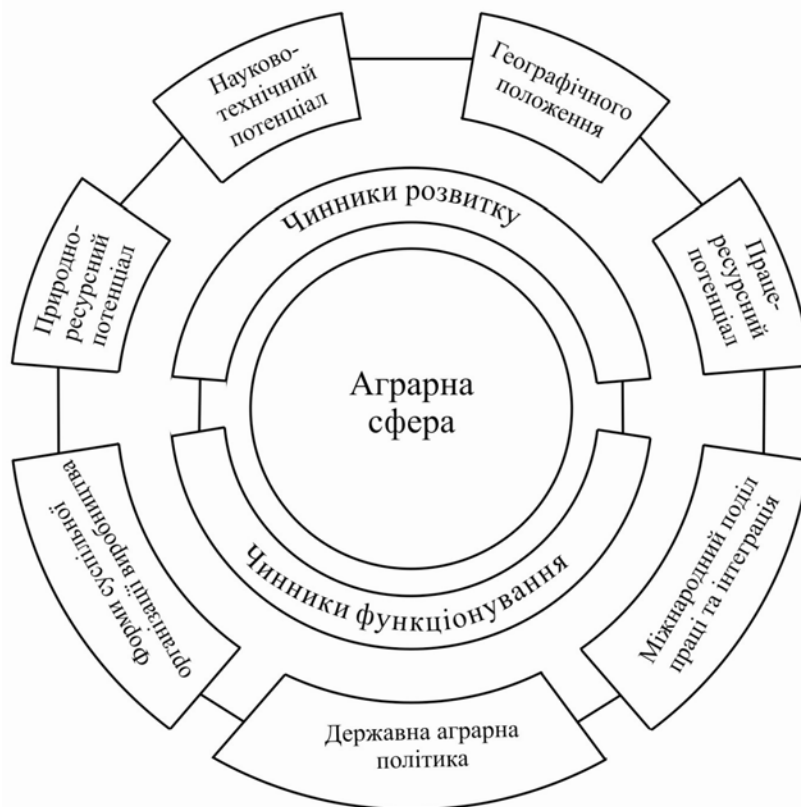 Науково-
технічний
потенціал
Географічного
положення
Природно-
ресурсний
потенціал
Чинники розвитку
Праце-
ресурсний
потенціал
Аграрна
сфера
Форми суспільної
організації виробництва
Чинники функціонування
Міжнародний поділ
праці та інтеграція
Державна аграрна
політика